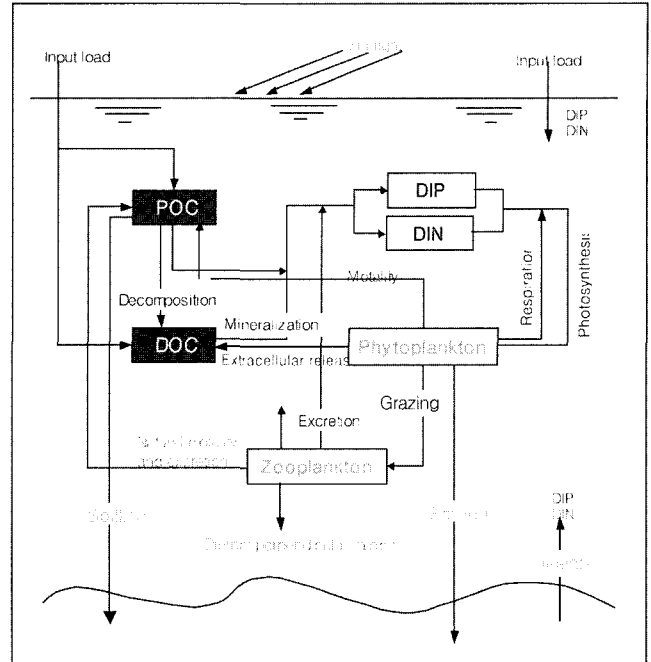 Input load
Input load
DIP
DIN
POC
DIP
DIN
Motality
Respiration
Photosynthesis
Decomposition
Mineralization
DOC
Extracellular release
Phytoplankton
Grazing
Excretion
Zooplankton
DIP
DIN